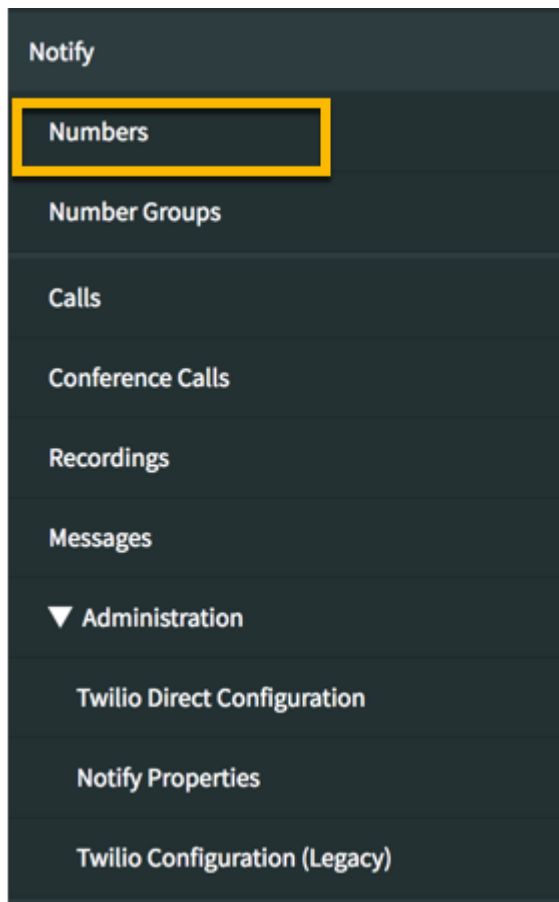 Notify
Numbers
Number Groups
Calls
Conference Calls
Recordings
Messages
Administration
Twilio Direct Configuration
Notify Properties
Twilio Configuration (Legacy)